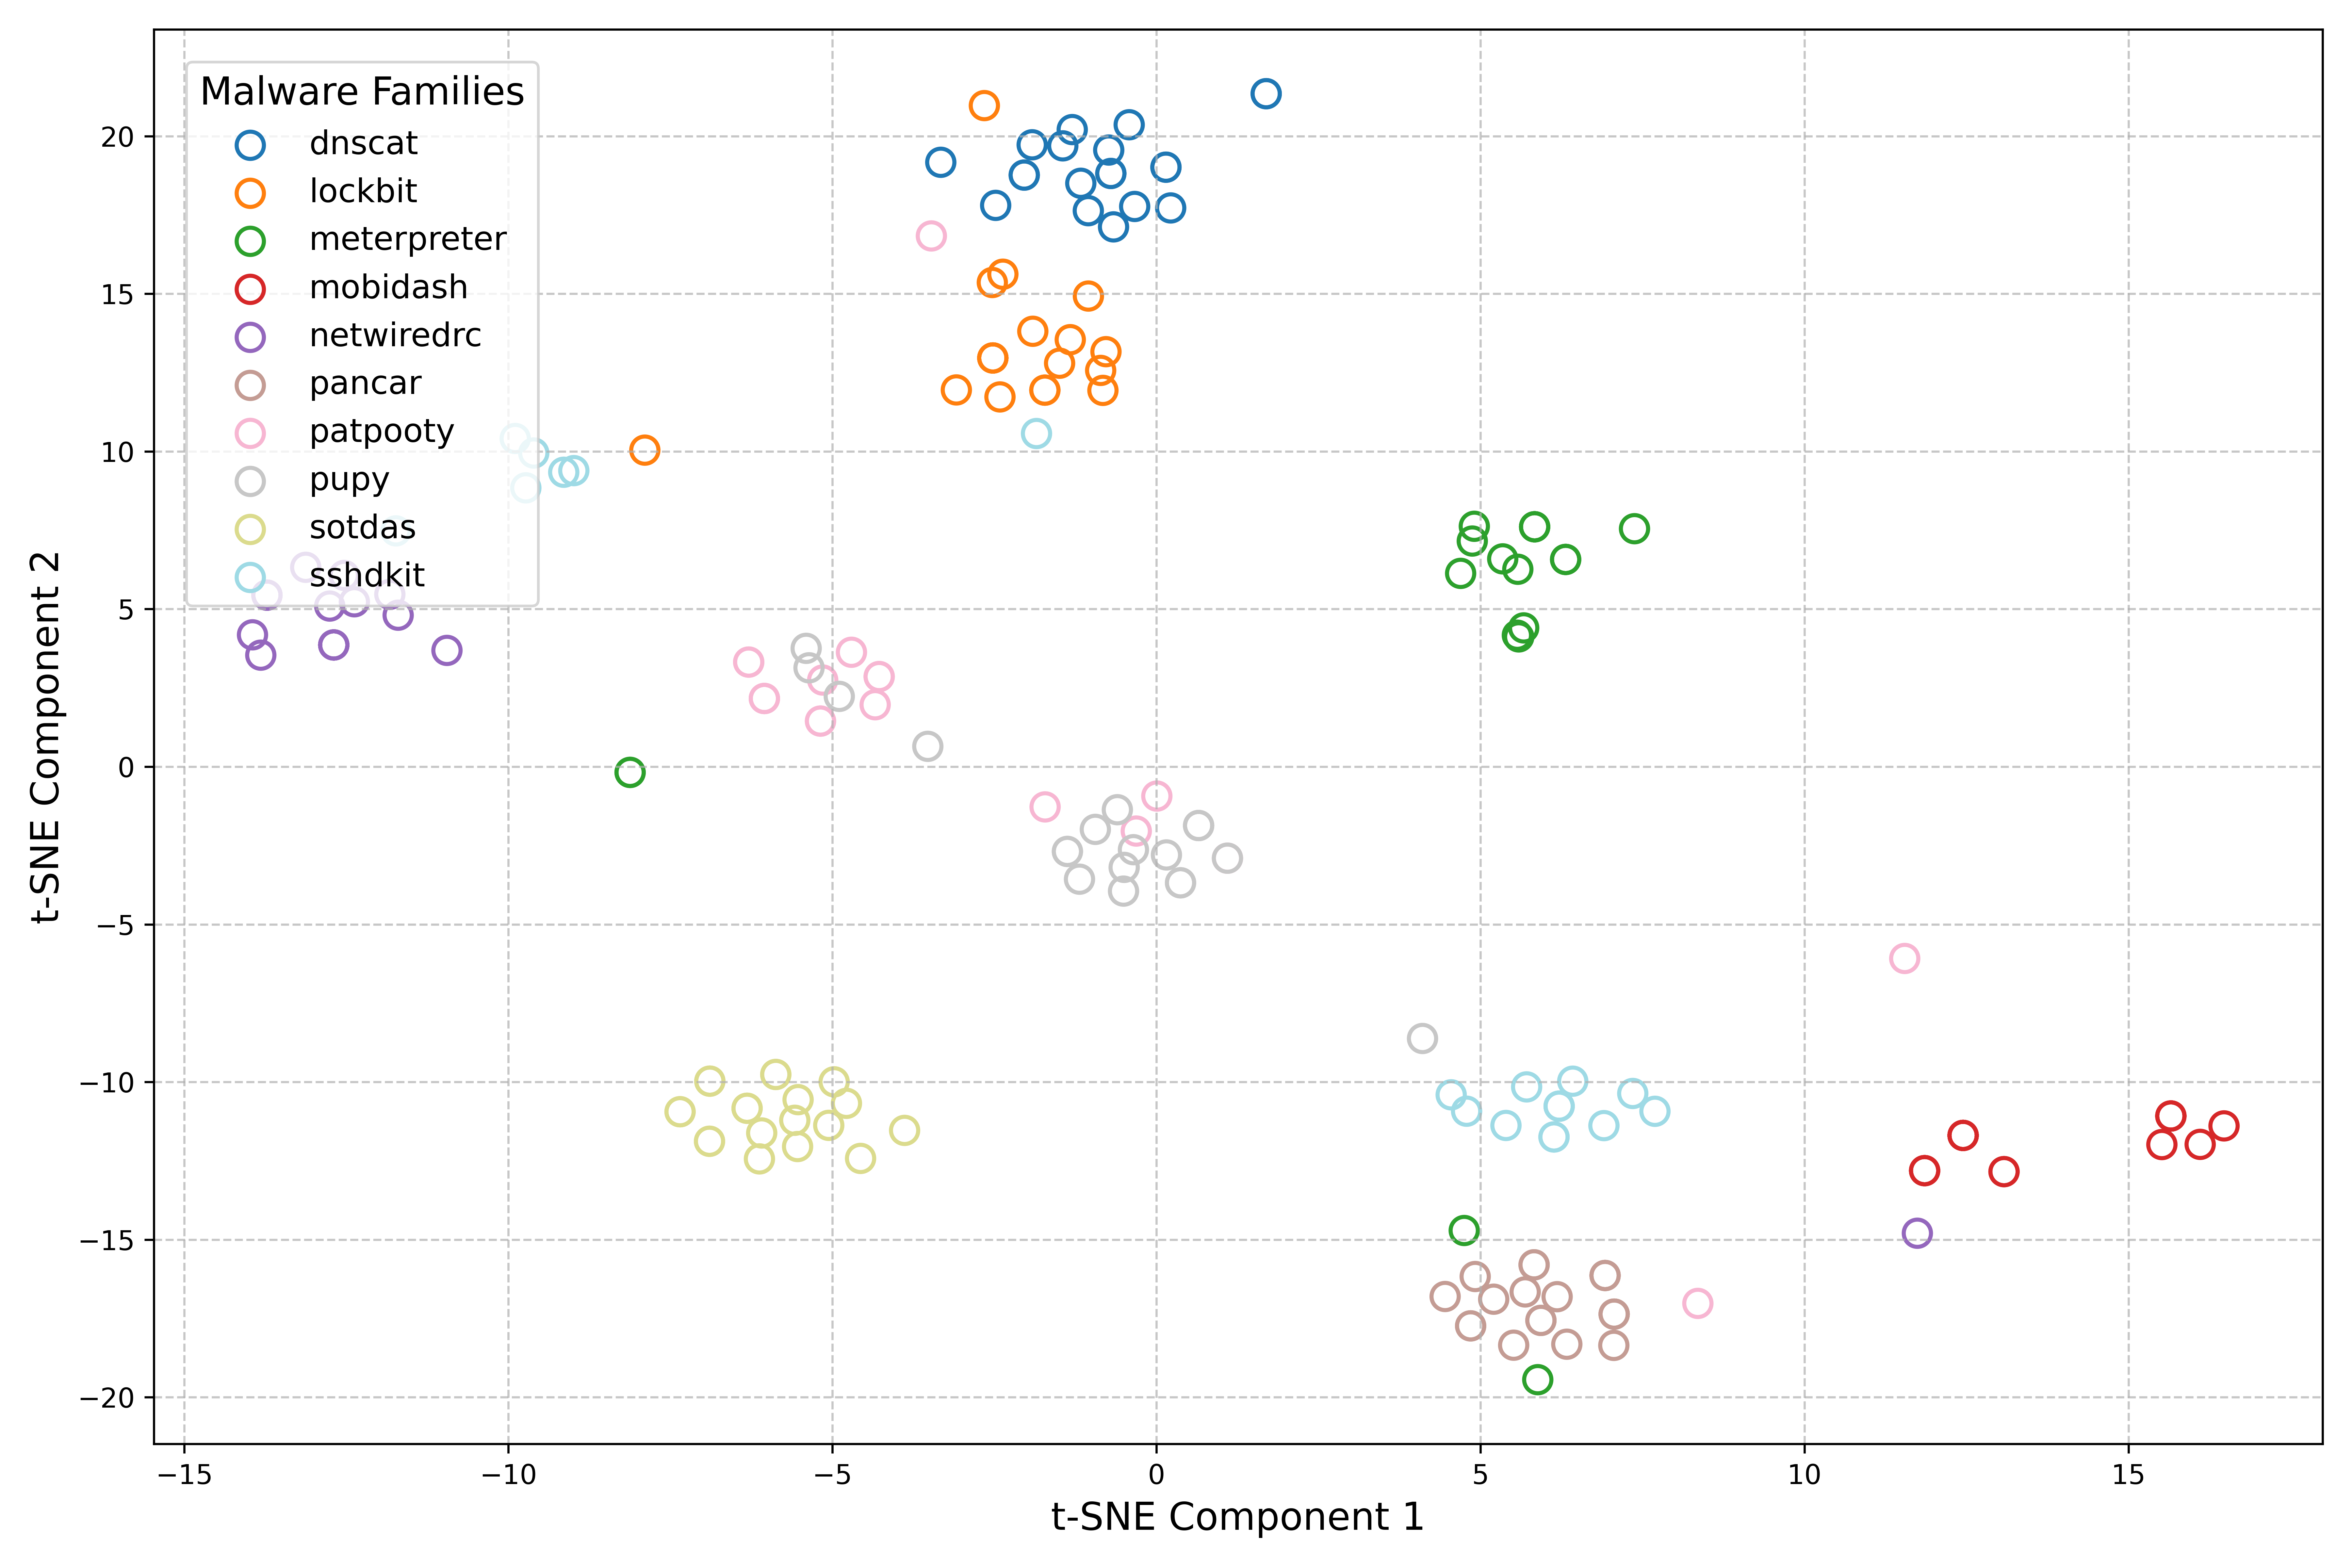 Malware Families
dnscat
lockbit
meterpreter
mobidash
netwiredrc
pancar
patpooty
pupy
sotdas
sshdkit
20
15
10
5
0
−5
−10
−15
−20
t-SNE Component 2
−15 −10 −5 0 5 10 15
t-SNE Component 1